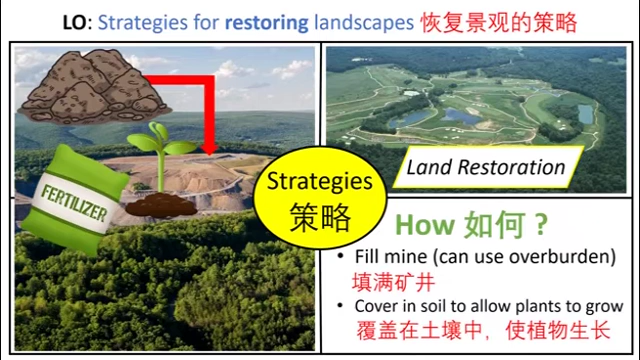 LO: Strategies for restoring landscapes 恢复景观的策略
FERTILIZER
Land Restoration
Strategies
策略
How 如何？
• Fill mine (can use overburden)
填满矿井
• Cover in soil to allow plants to grow
覆盖在土壤中，使植物生长